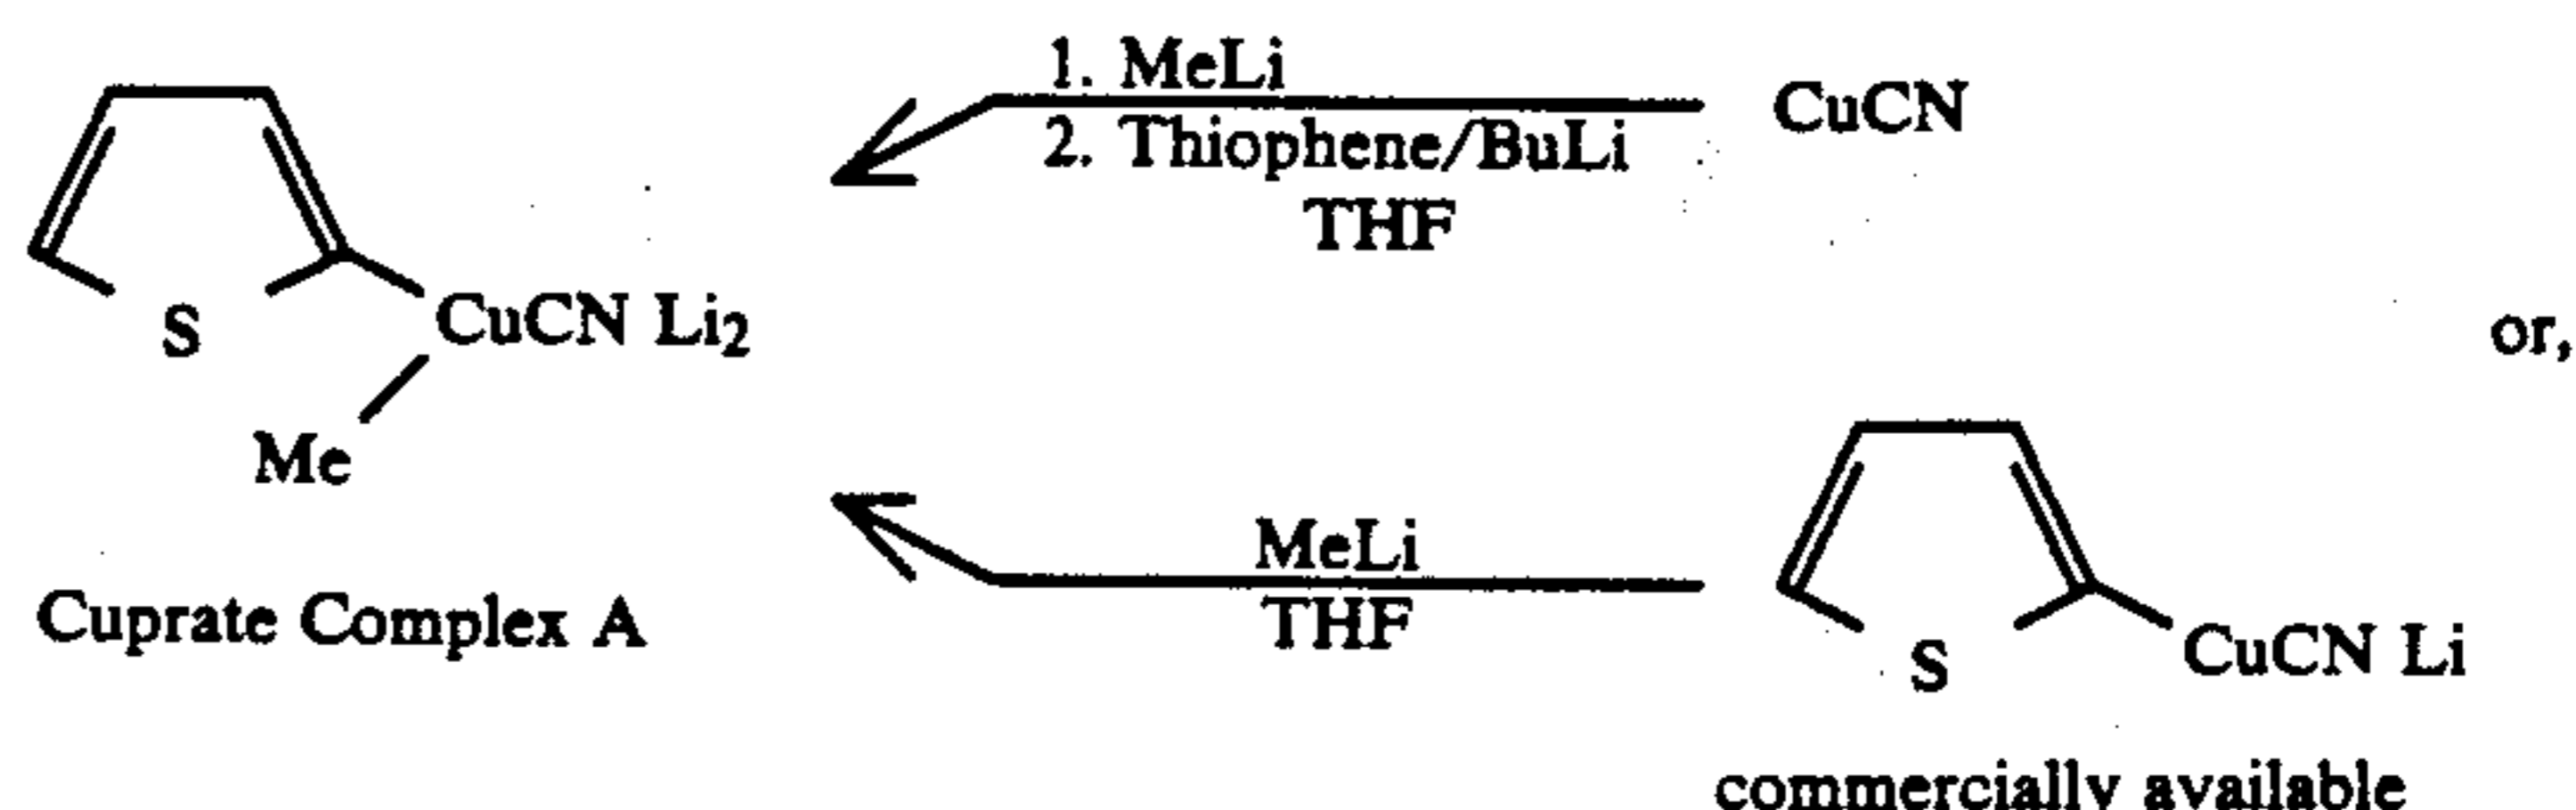 1. MeLi
CuCN
2. Thiophene/BuLi
THF
S
CuCN Li2
or,
Me
MeLi
THF
Cuprate Complex A
S
CuCN Li
commercially available